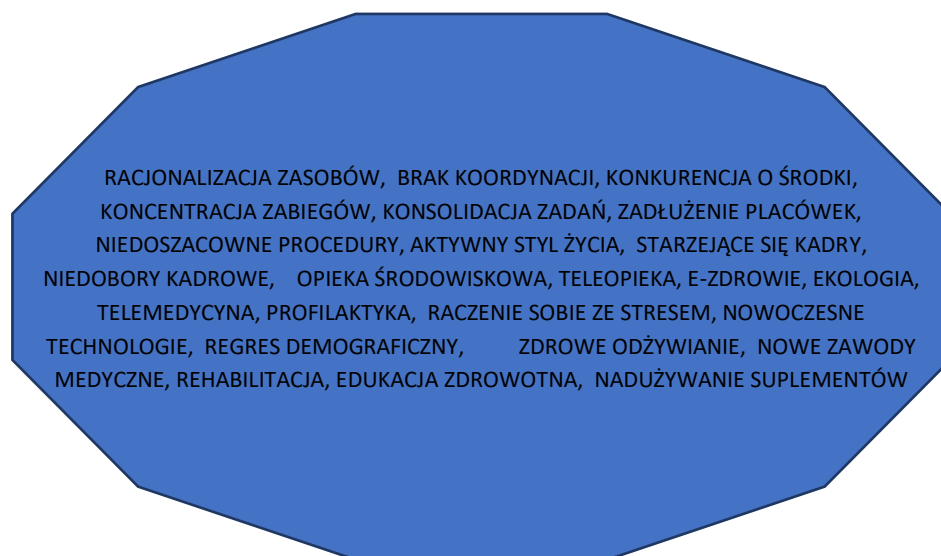 RACJONALIZACJA ZASOBÓW, BRAK KOORDYNACJI, KONKURENCJA O ŚRODKI,
KONCENTRACJA ZABIEGÓW, KONSOLIDACJA ZADAŃ, ZADŁUŻENIE PLACÓWEK,
NIEDOSZACOWNE PROCEDURY, AKTYWNY STYL ŻYCIA, STARZEJĄCE SIĘ KADRY,
NIEDOBORY KADROWE, OPIEKA ŚRODOWISKOWA, TELEOPIEKA, E-ZDROWIE, EKOLOGIA,
TELEMEDYCYNA, PROFILAKTYKA, RACZENIE SOBIE ZE STRESEM, NOWOCZESNE
TECHNOLOGIE, REGRES DEMOGRAFICZNY, ZDROWE ODŻYWIANIE, NOWE ZAWODY
MEDYCZNE, REHABILITACJA, EDUKACJA ZDROWOTNA, NADUŻYWANIE SUPLEMENTÓW